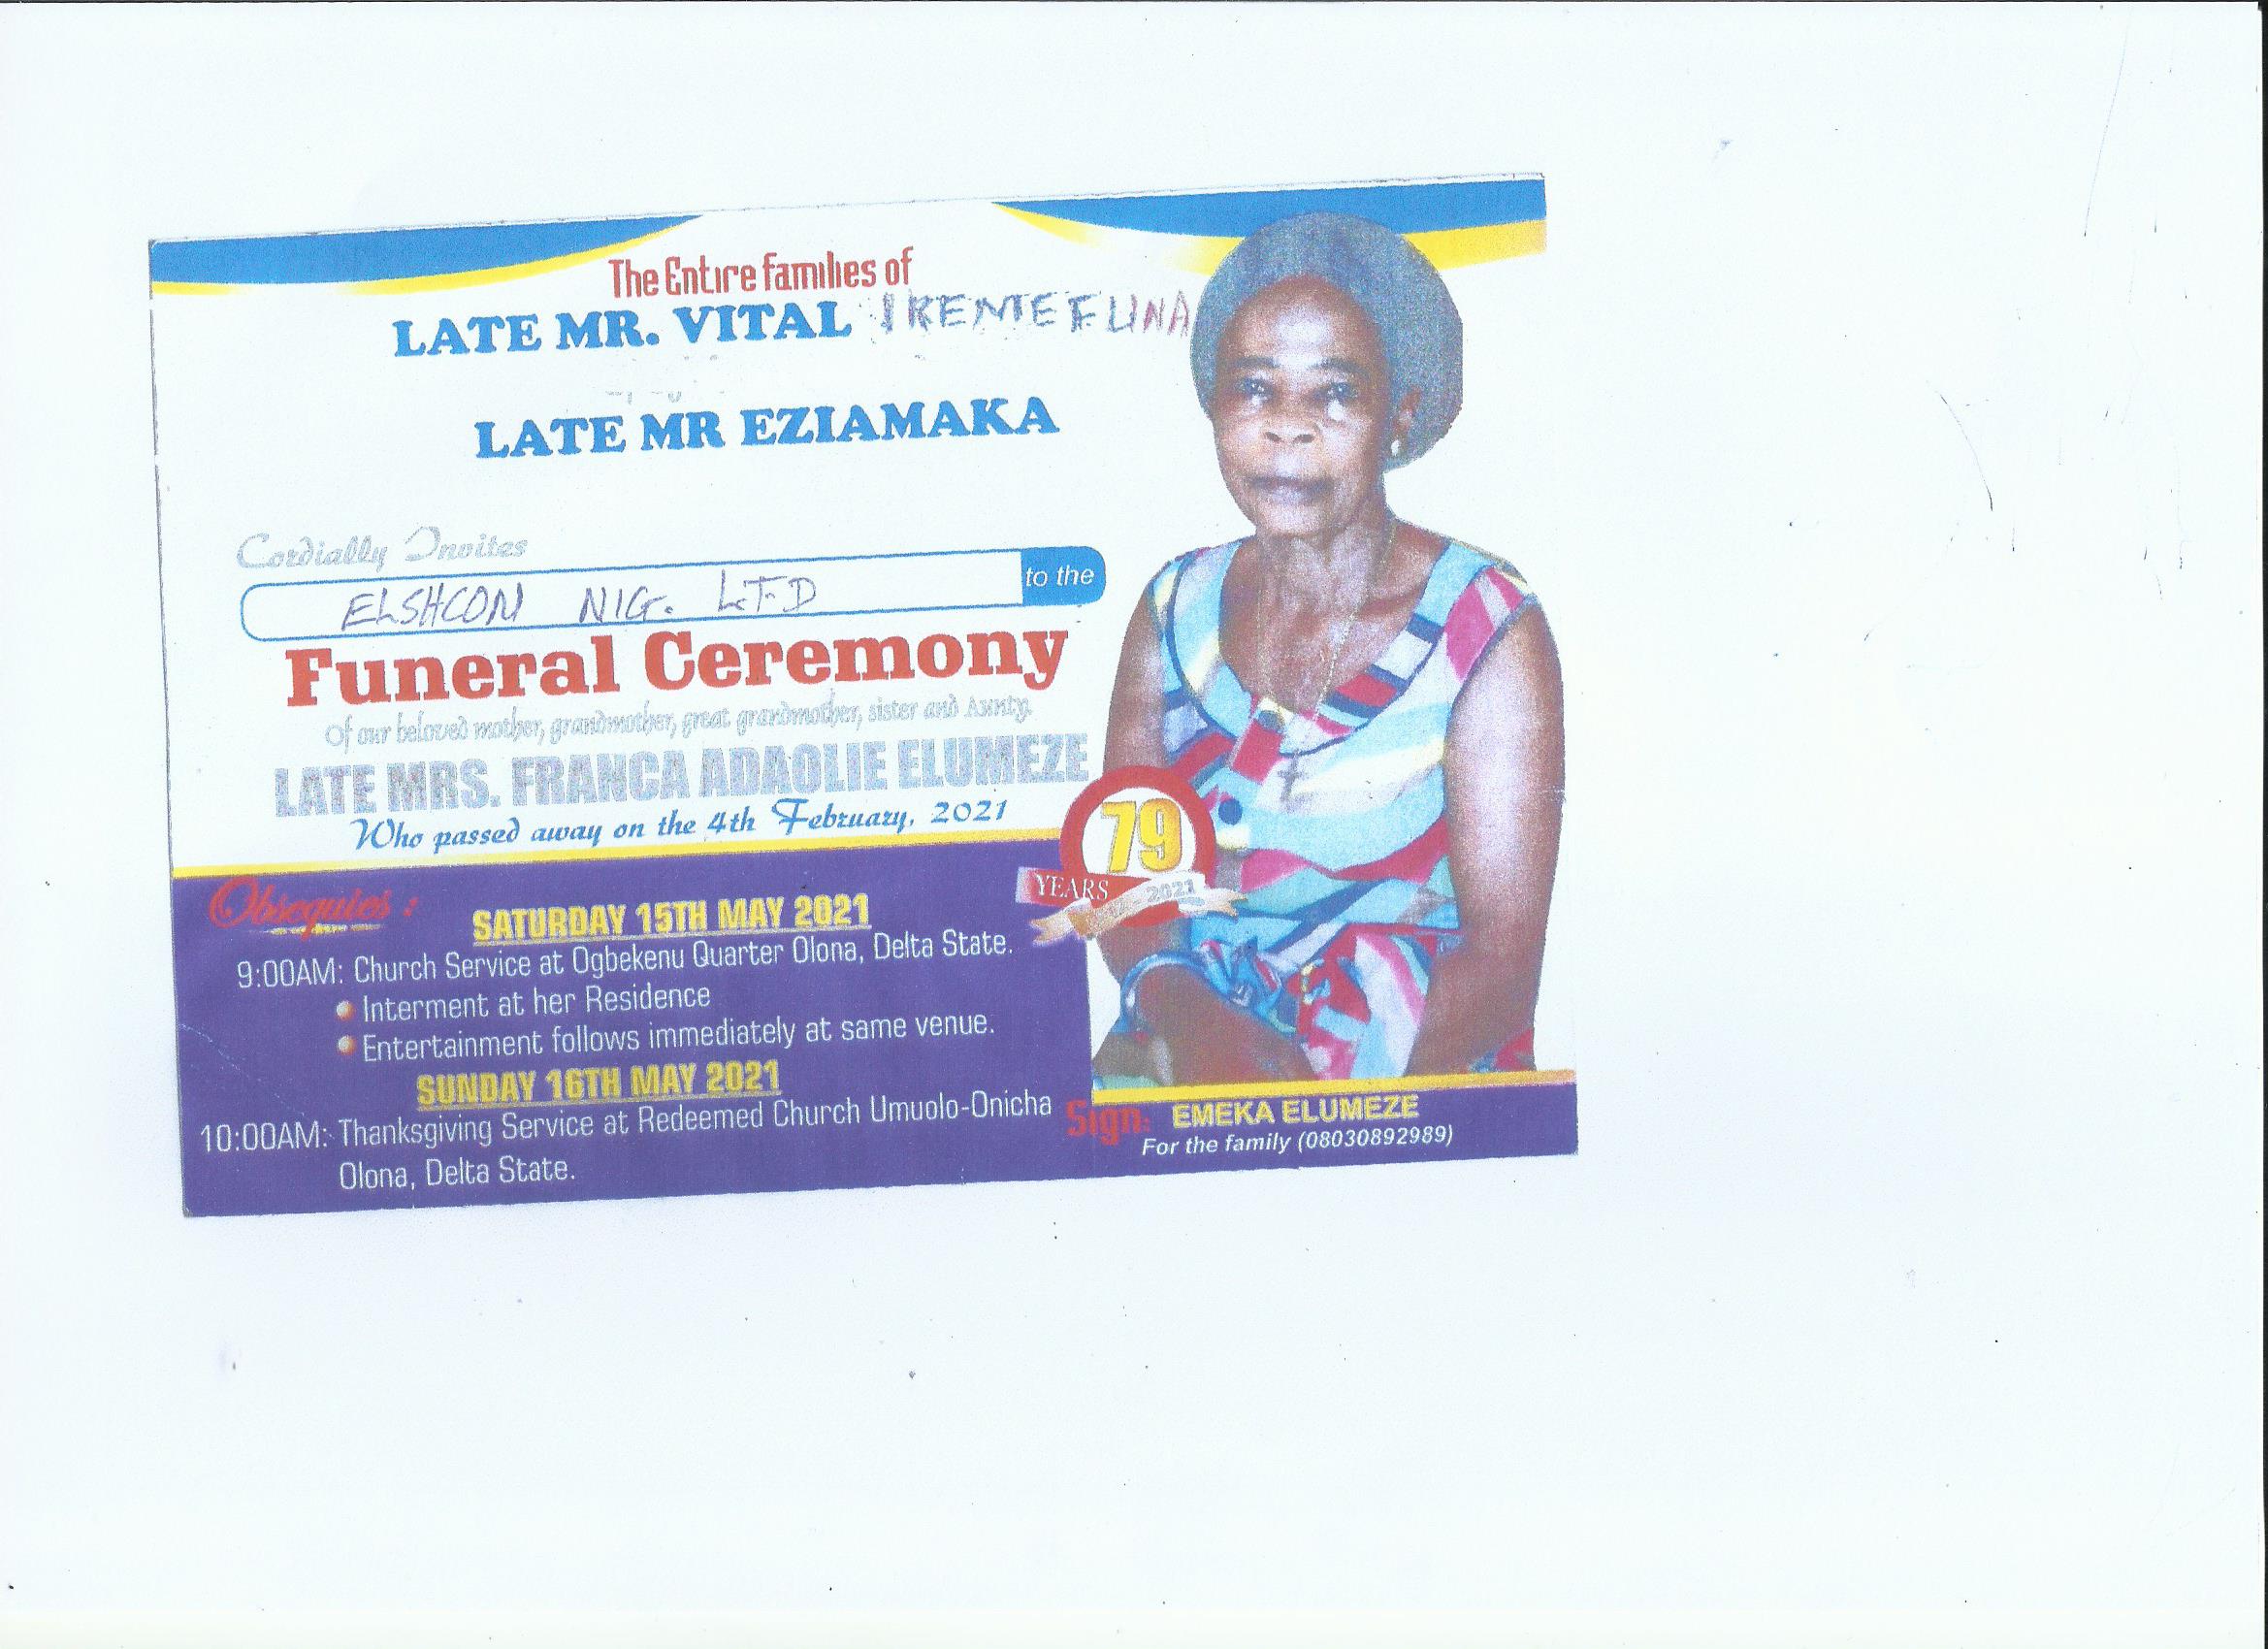 The Entire families of
LATE MR. VITAL IKEMEFUNA
LATE MR EZIAMAKA
Cordially Invites
ELSHCON NIG. LTD to the
Funeral Ceremony
Of our beloved mother, grandmother, great grandmother, sister and Aunty.
LATE MRS. FRANCA ADAOLIE ELUMEZE
Who passed away on the 4th February, 2021
79
YEARS 2021
Obsequies:
SATURDAY 15TH MAY 2021
9:00AM: Church Service at Ogbekenu Quarter Olona, Delta State.
Interment at her Residence
Entertainment follows immediately at same venue.
SUNDAY 16TH MAY 2021
10:00AM: Thanksgiving Service at Redeemed Church Umuolo-Onicha
Olona, Delta State.
Sign: EMEKA ELUMEZE
For the family (08030892989)